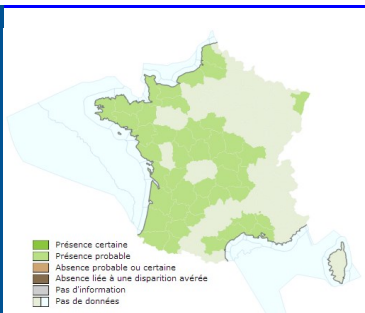 Présence certaine
Présence probable
Absence probable ou certaine
Absence liée à une disparition avérée
Pas d'information
Pas de données